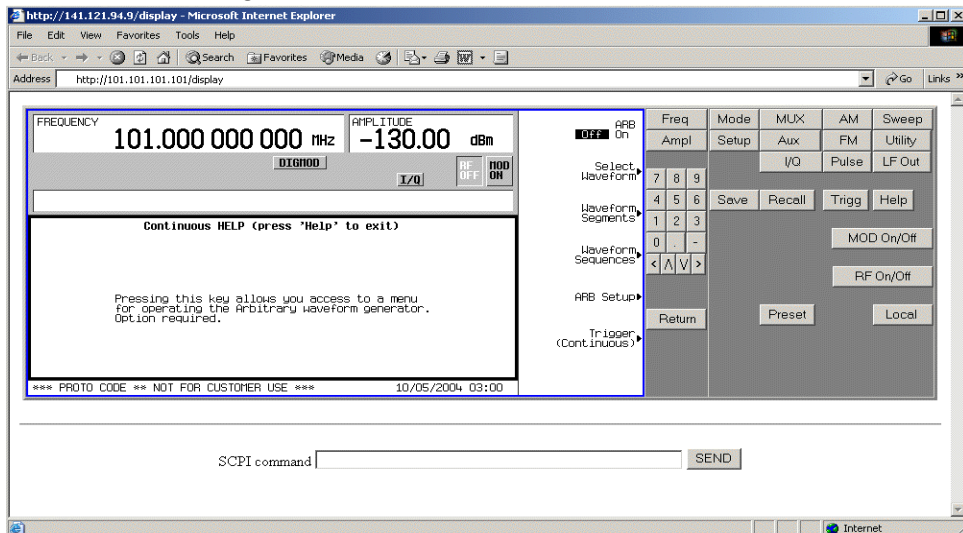 http://141.121.94.9/display - Microsoft Internet Explorer
File Edit View Favorites Tools Help
Back Search Favorites Media
Address http://101.101.101.101/display Go Links »
FREQUENCY AMPLITUDE
101.000 000 000 MHz -130.00 dBm
DIGMOD
I/Q RF OFF MOD ON
Continuous HELP (press 'Help' to exit)
Pressing this key allows you access to a menu
for operating the Arbitrary waveform generator.
Option required.
*** PROTO CODE ** NOT FOR CUSTOMER USE *** 10/05/2004 03:00
ARB
Off On
Select
Waveform
Waveform
Segments
Waveform
Sequences
ARB Setup
Trigger
(Continuous)
Freq Mode MUX AM Sweep
Ampl Setup Aux FM Utility
I/Q Pulse LF Out
7 8 9
4 5 6 Save Recall Trigg Help
1 2 3
0 . - MOD On/Off
< Λ V >
RF On/Off
Return Preset Local
SCPI command SEND
Internet